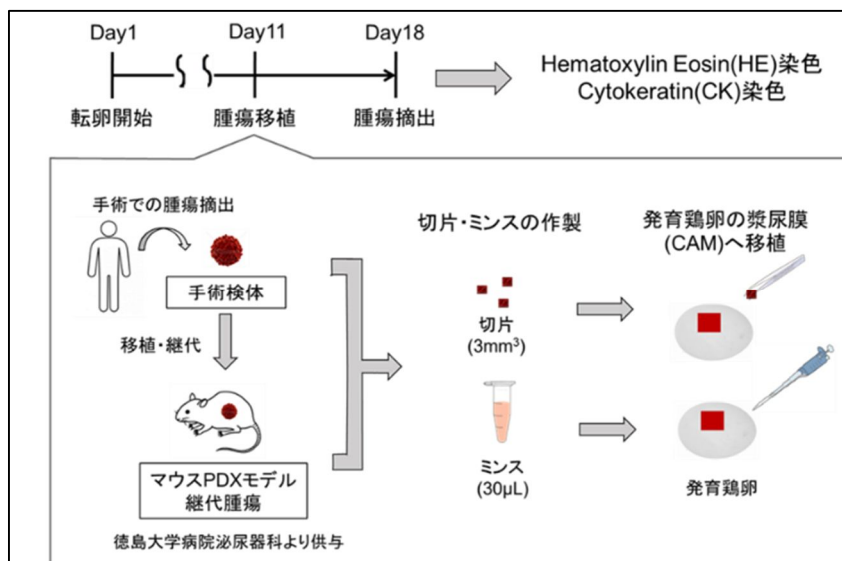 Day1
Day11
Day18
転卵開始
腫瘍移植
腫瘍摘出
Hematoxylin Eosin(HE)染色
Cytokeratin(CK)染色
手術での腫瘍摘出
手術検体
移植・継代
マウスPDXモデル
継代腫瘍
徳島大学病院泌尿器科より供与
切片・ミンスの作製
切片
(3mm³)
ミンス
(30μL)
発育鶏卵の漿尿膜
(CAM)へ移植
発育鶏卵